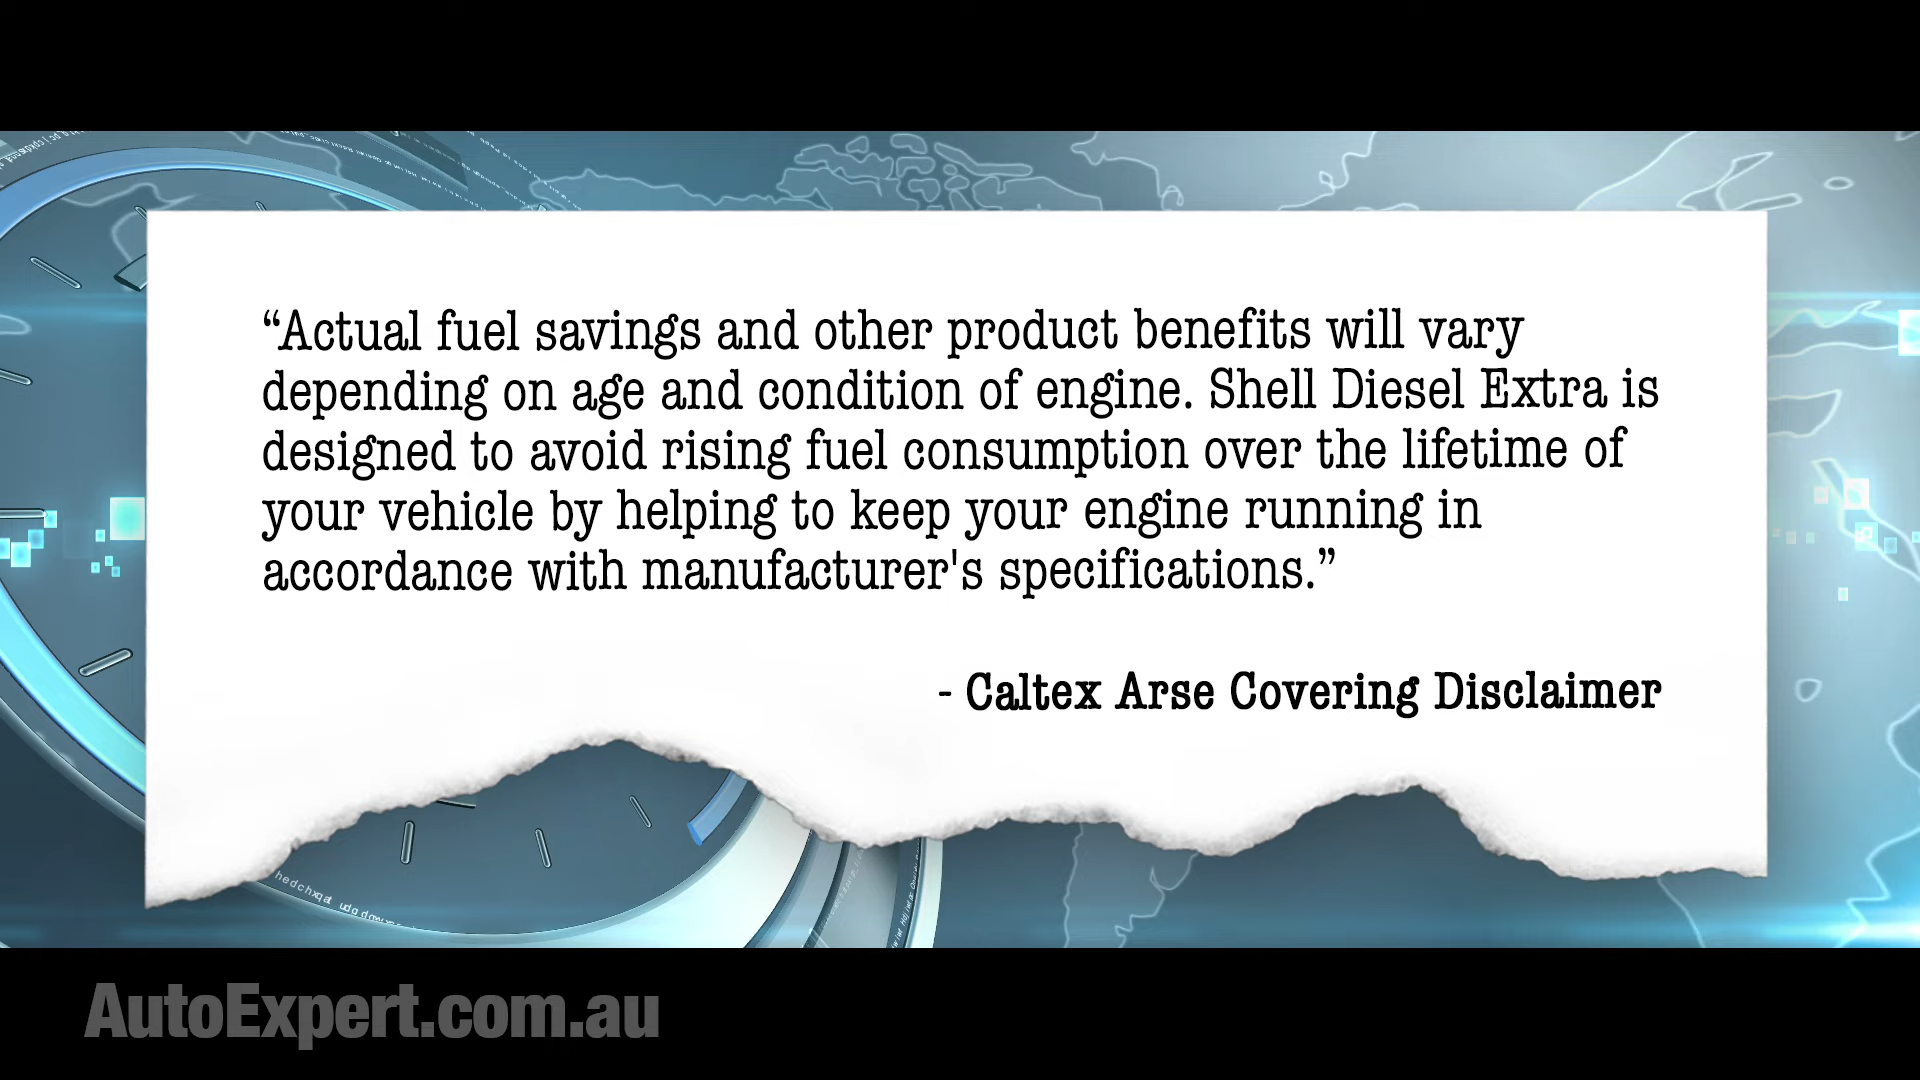 “Actual fuel savings and other product benefits will vary
depending on age and condition of engine. Shell Diesel Extra is
designed to avoid rising fuel consumption over the lifetime of
your vehicle by helping to keep your engine running in
accordance with manufacturer's specifications.”
- Caltex Arse Covering Disclaimer
AutoExpert.com.au